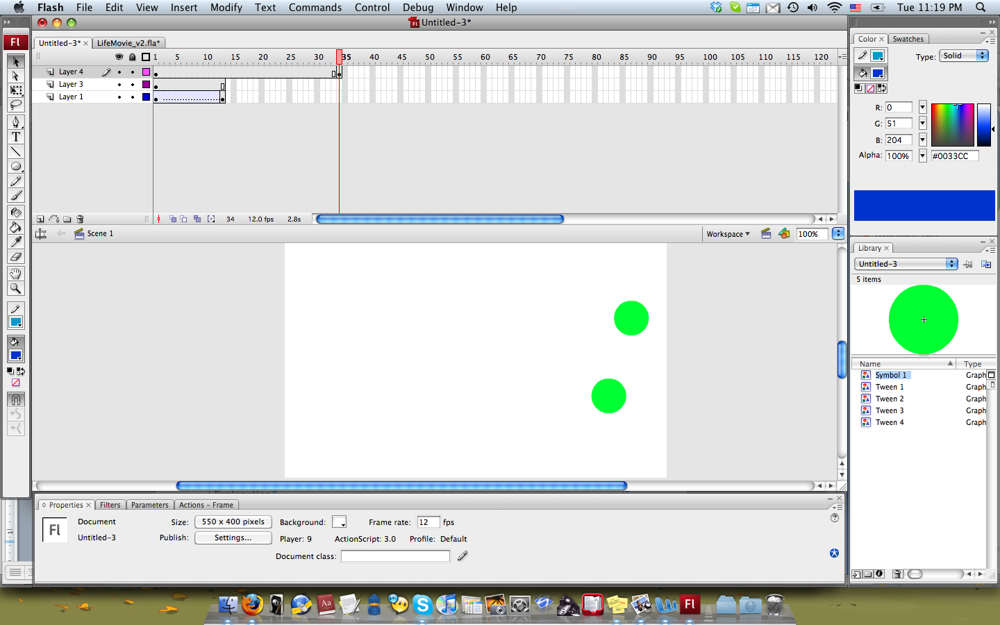 Flash File Edit View Insert Modify Text Commands Control Debug Window Help Tue 11:19 PM
Untitled-3*
Untitled-3* LifeMovie_v2.fla*
1 5 10 15 20 25 30 35 40 45 50 55 60 65 70 75 80 85 90 95 100 105 110 115 120
Layer 4
Layer 3
Layer 1
34 12.0 fps 2.8s
Scene 1 Workspace 100%
Fl
T
Color Swatches
Type: Solid
R: 0
G: 51
B: 204
Alpha: 100% #0033CC
Library
Untitled-3
5 items
Name Type
Symbol 1 Graph
Tween 1 Graph
Tween 2 Graph
Tween 3 Graph
Tween 4 Graph
Properties Filters Parameters Actions - Frame
Fl
Document Size: 550 x 400 pixels Background: Frame rate: 12 fps
Untitled-3 Publish: Settings... Player: 9 ActionScript: 3.0 Profile: Default
Document class:
Aa
Fl